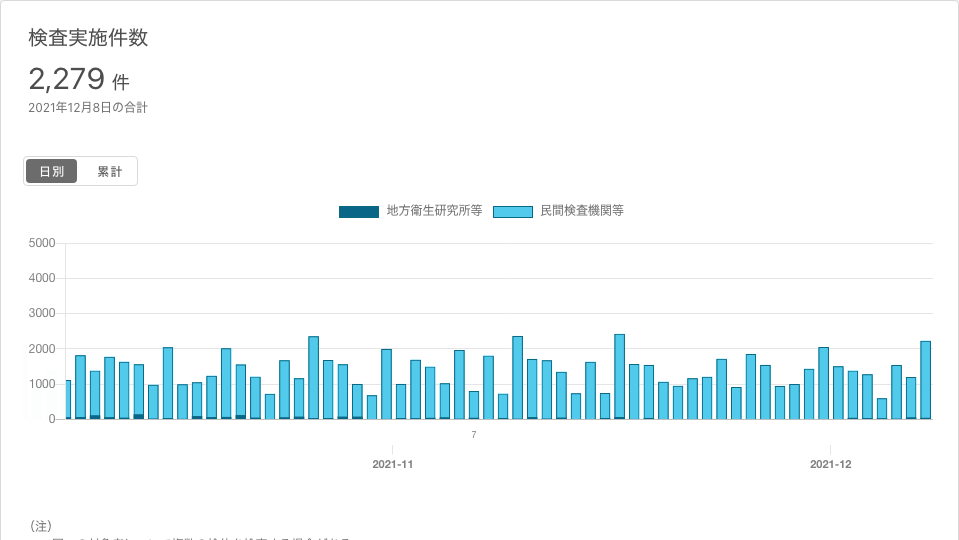 検査実施件数
2,279 件
2021年12月8日の合計
日別 累計
地方衛生研究所等 民間検査機関等
5000
4000
3000
2000
1000
0
7
2021-11 2021-12
（注）